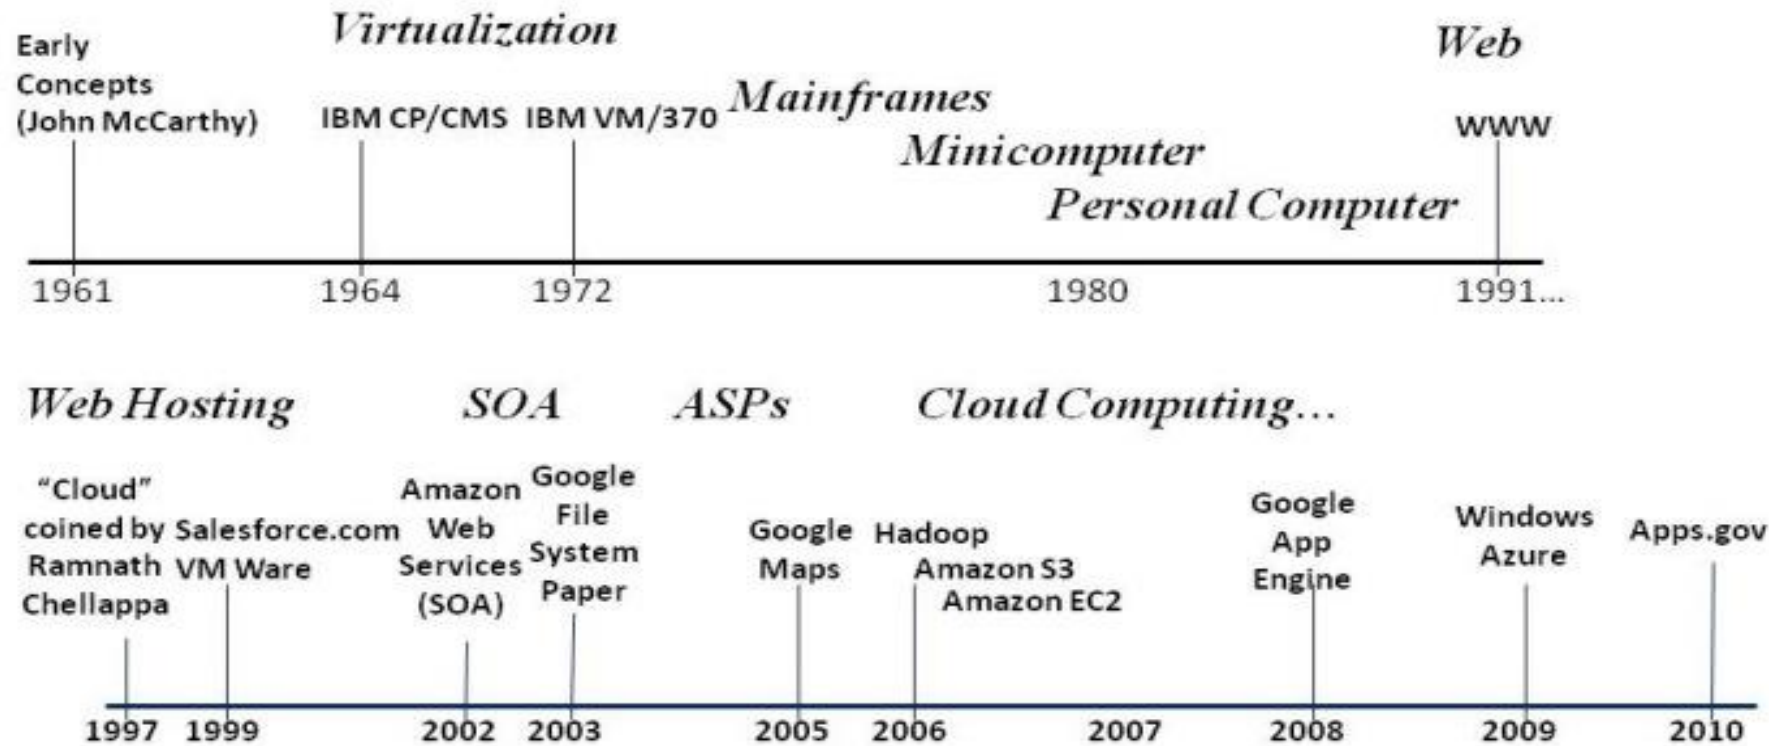 Virtualization
Web
Early
Concepts
(John McCarthy)
IBM CP/CMS IBM VM/370
Mainframes
Minicomputer
Personal Computer
WWW
1961 1964 1972 1980 1991...
Web Hosting SOA ASPs Cloud Computing...
“Cloud”
coined by
Ramnath
Chellappa
Salesforce.com
VM Ware
Amazon
Web
Services
(SOA)
Google
File
System
Paper
Google
Maps
Hadoop
Amazon S3
Amazon EC2
Google
App
Engine
Windows
Azure
Apps.gov
1997 1999 2002 2003 2005 2006 2007 2008 2009 2010